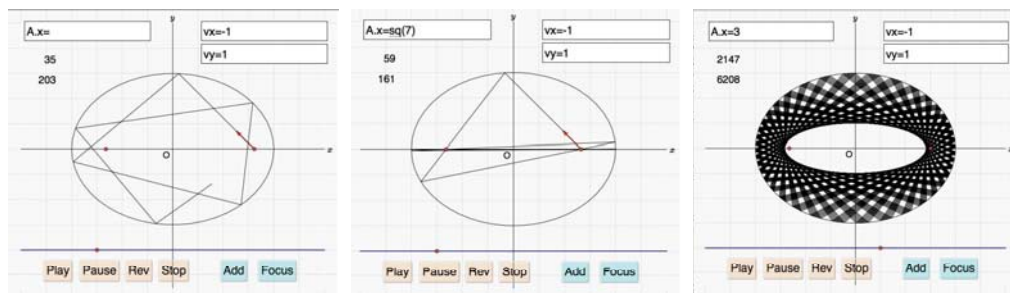 y
A.x=
vx=-1
vy=1
35
203
O
x
Play Pause Rev Stop Add Focus
y
A.x=sq(7)
vx=-1
vy=1
59
161
O
x
Play Pause Rev Stop Add Focus
y
A.x=3
vx=-1
vy=1
2147
6208
O
x
Play Pause Rev Stop Add Focus